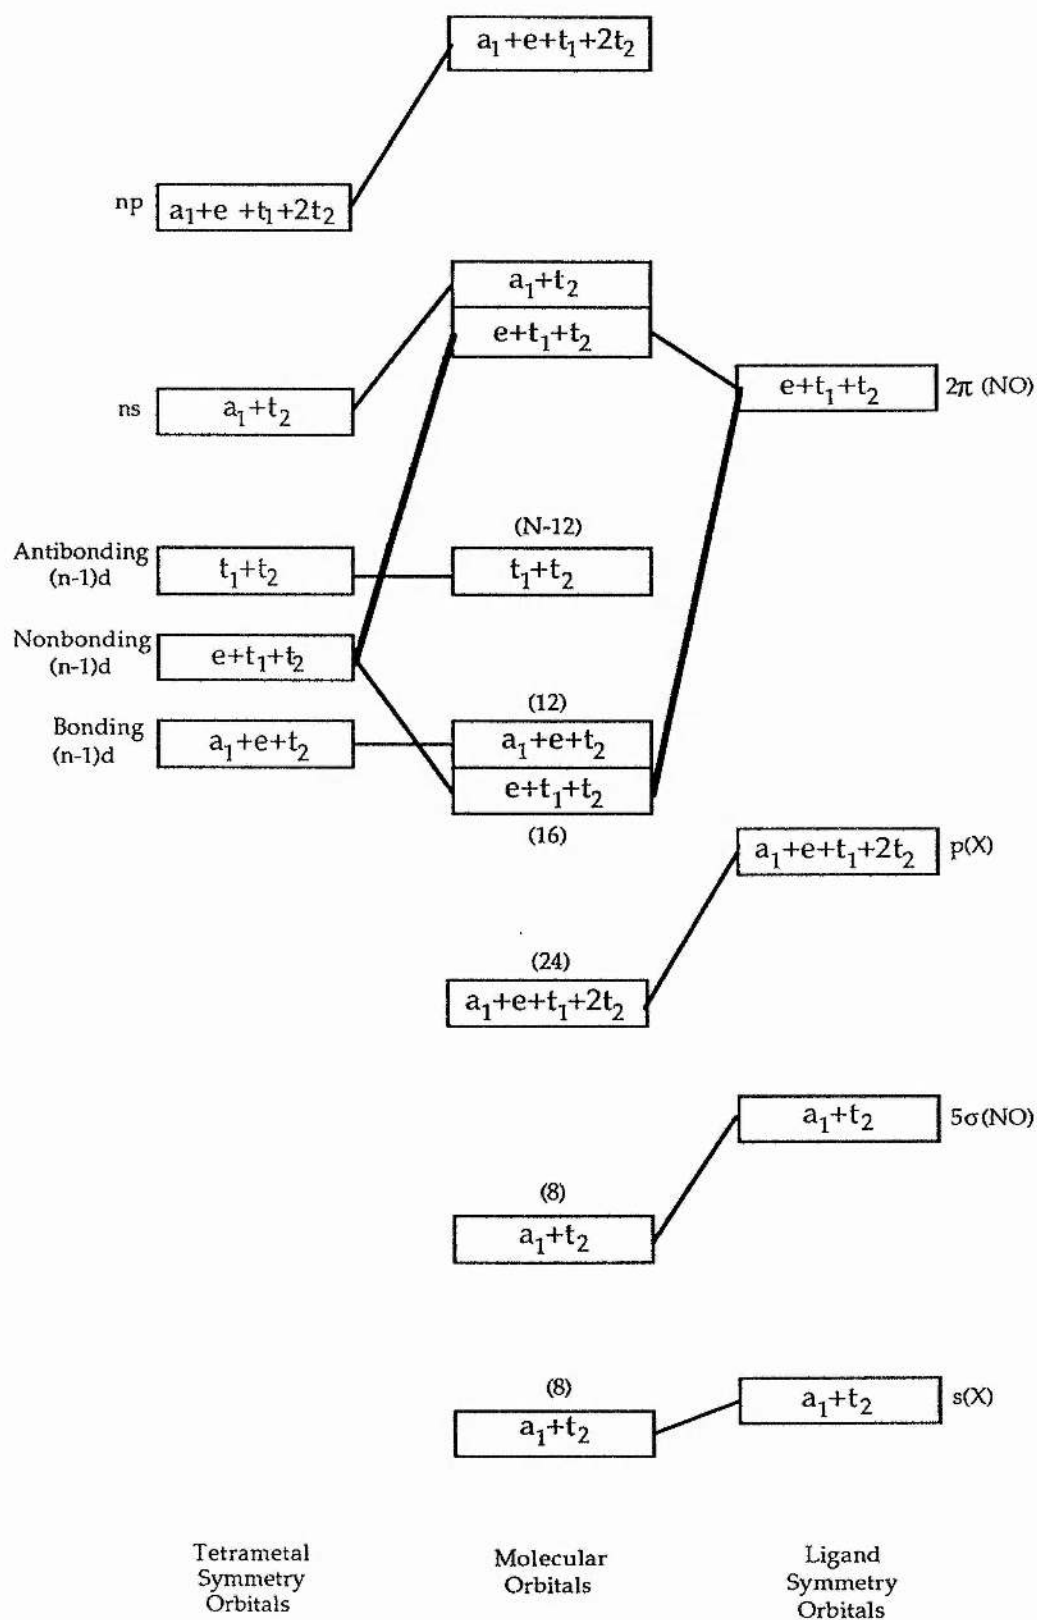 a₁+e+t₁+2t₂
np
a₁+e +t₁+2t₂
a₁+t₂
e+t₁+t₂
e+t₁+t₂
2π (NO)
ns
a₁+t₂
(N-12)
Antibonding
(n-1)d
t₁+t₂
t₁+t₂
Nonbonding
(n-1)d
e+t₁+t₂
(12)
Bonding
(n-1)d
a₁+e+t₂
a₁+e+t₂
e+t₁+t₂
(16)
a₁+e+t₁+2t₂
p(X)
(24)
a₁+e+t₁+2t₂
a₁+t₂
5σ(NO)
(8)
a₁+t₂
(8)
a₁+t₂
a₁+t₂
s(X)
Tetrametal
Symmetry
Orbitals
Molecular
Orbitals
Ligand
Symmetry
Orbitals